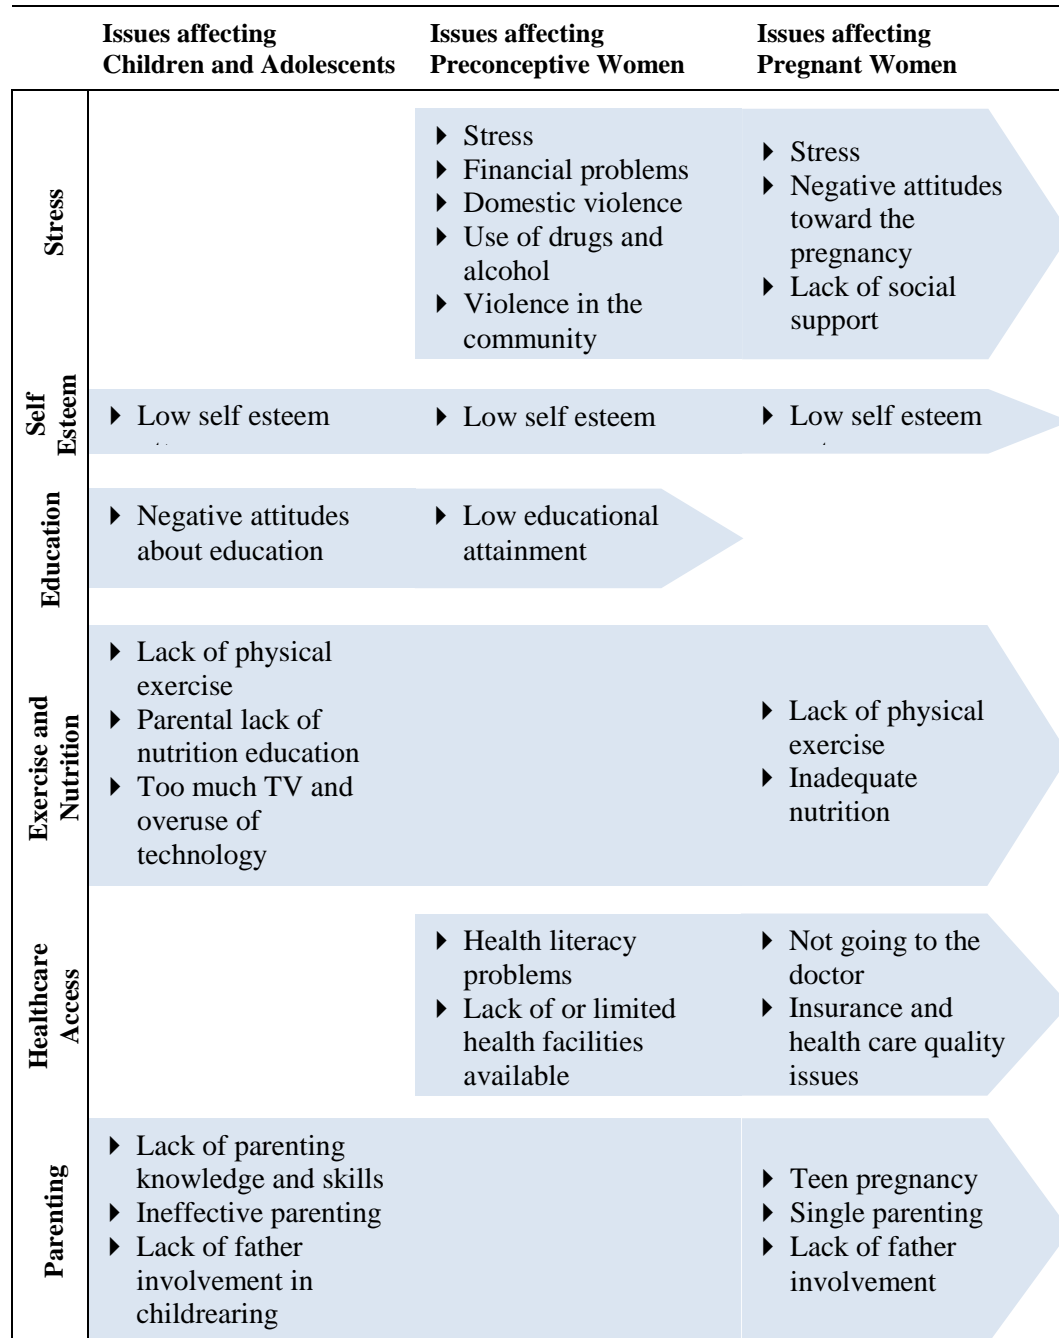 Issues affecting
Children and Adolescents
Issues affecting
Preconceptive Women
Issues affecting
Pregnant Women
Stress
Stress
Financial problems
Domestic violence
Use of drugs and
alcohol
Violence in the
community
Stress
Negative attitudes
toward the
pregnancy
Lack of social
support
Self
Esteem
Low self esteem
Low self esteem
Low self esteem
Education
Negative attitudes
about education
Low educational
attainment
Exercise and
Nutrition
Lack of physical
exercise
Parental lack of
nutrition education
Too much TV and
overuse of
technology
Lack of physical
exercise
Inadequate
nutrition
Healthcare
Access
Health literacy
problems
Lack of or limited
health facilities
available
Not going to the
doctor
Insurance and
health care quality
issues
Parenting
Lack of parenting
knowledge and skills
Ineffective parenting
Lack of father
involvement in
childrearing
Teen pregnancy
Single parenting
Lack of father
involvement